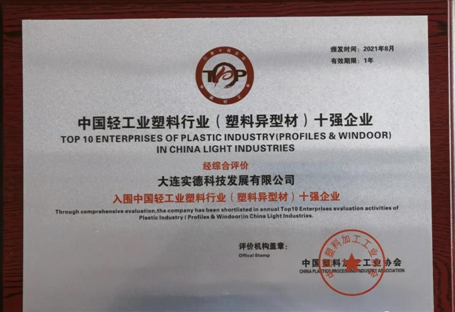 颁发时间：2021年8月
有效期限：1年
TOP
中国轻工业塑料行业（塑料异型材）十强企业
TOP 10 ENTERPRISES OF PLASTIC INDUSTRY(PROFILES & WINDOOR)
IN CHINA LIGHT INDUSTRIES
经综合评价
大连实德科技发展有限公司
入围中国轻工业塑料行业（塑料异型材）十强企业
Through comprehensive evaluation,the company has been shortlisted in annual Top10 Enterprises evaluation activities of
Plastic Industry ( Profiles & Windoor)in China Light Industries.
评价机构盖章：
Offical Stamp
中国塑料加工工业协会
CHINA PLASTICS PROCESSING INDUSTRY ASSOCIATION